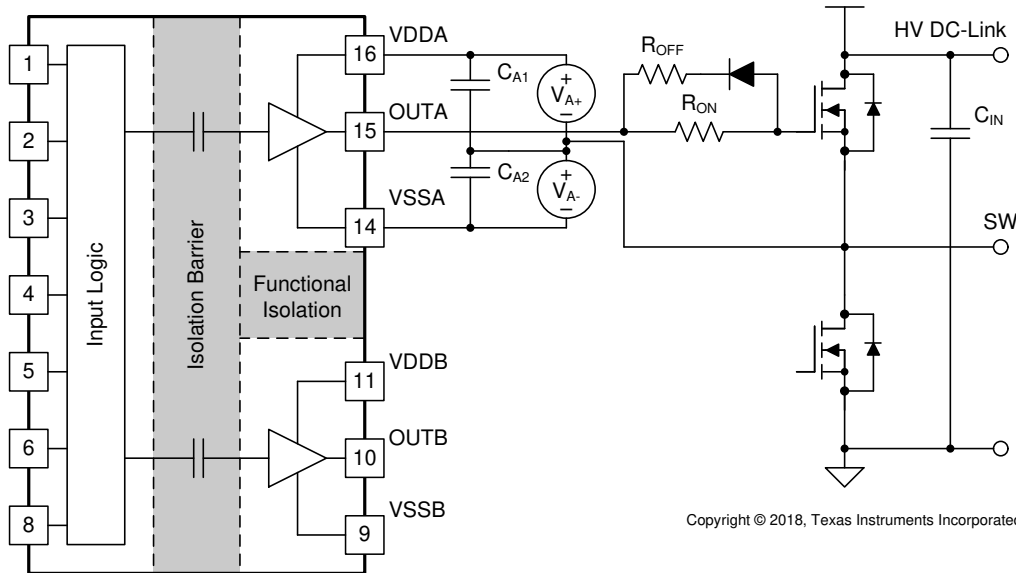 1
2
3
4
5
6
8
Input Logic
Isolation Barrier
Functional
Isolation
VDDA
16
OUTA
15
VSSA
14
VDDB
11
OUTB
10
VSSB
9
CA1
CA2
+
VA+
−
+
VA-
−
ROFF
RON
HV DC-Link
CIN
SW
Copyright © 2018, Texas Instruments Incorporated